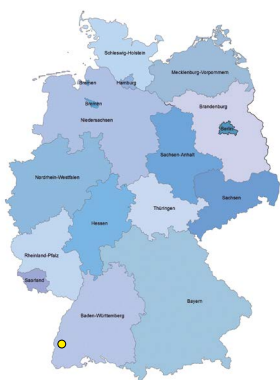 Schleswig-Holstein
Mecklenburg-Vorpommern
Bremen
Hamburg
Bremen
Niedersachsen
Brandenburg
Berlin
Sachsen-Anhalt
Nordrhein-Westfalen
Sachsen
Hessen
Thüringen
Rheinland-Pfalz
Saarland
Bayern
Baden-Württemberg